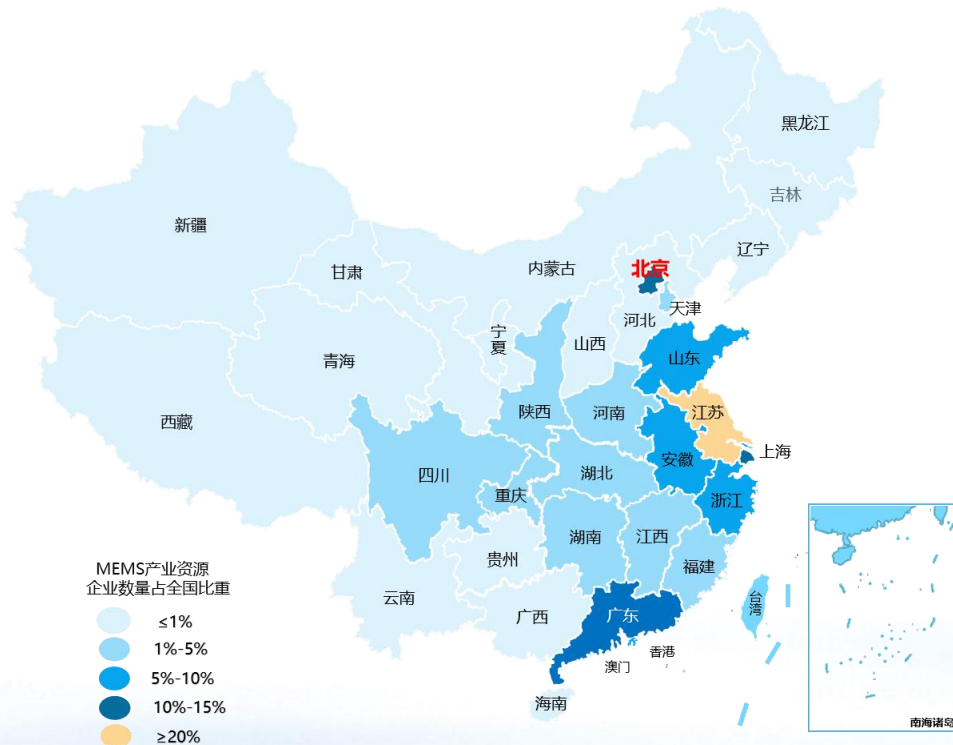 黑龙江
吉林
新疆
辽宁
甘肃
内蒙古
北京
天津
河北
宁夏
山西
山东
青海
陕西
河南
江苏
西藏
上海
安徽
四川
湖北
重庆
浙江
湖南
江西
贵州
福建
云南
台湾
广西
广东
香港
澳门
海南
MEMS产业资源
企业数量占全国比重
≤1%
1%-5%
5%-10%
10%-15%
≥20%
南海诸岛